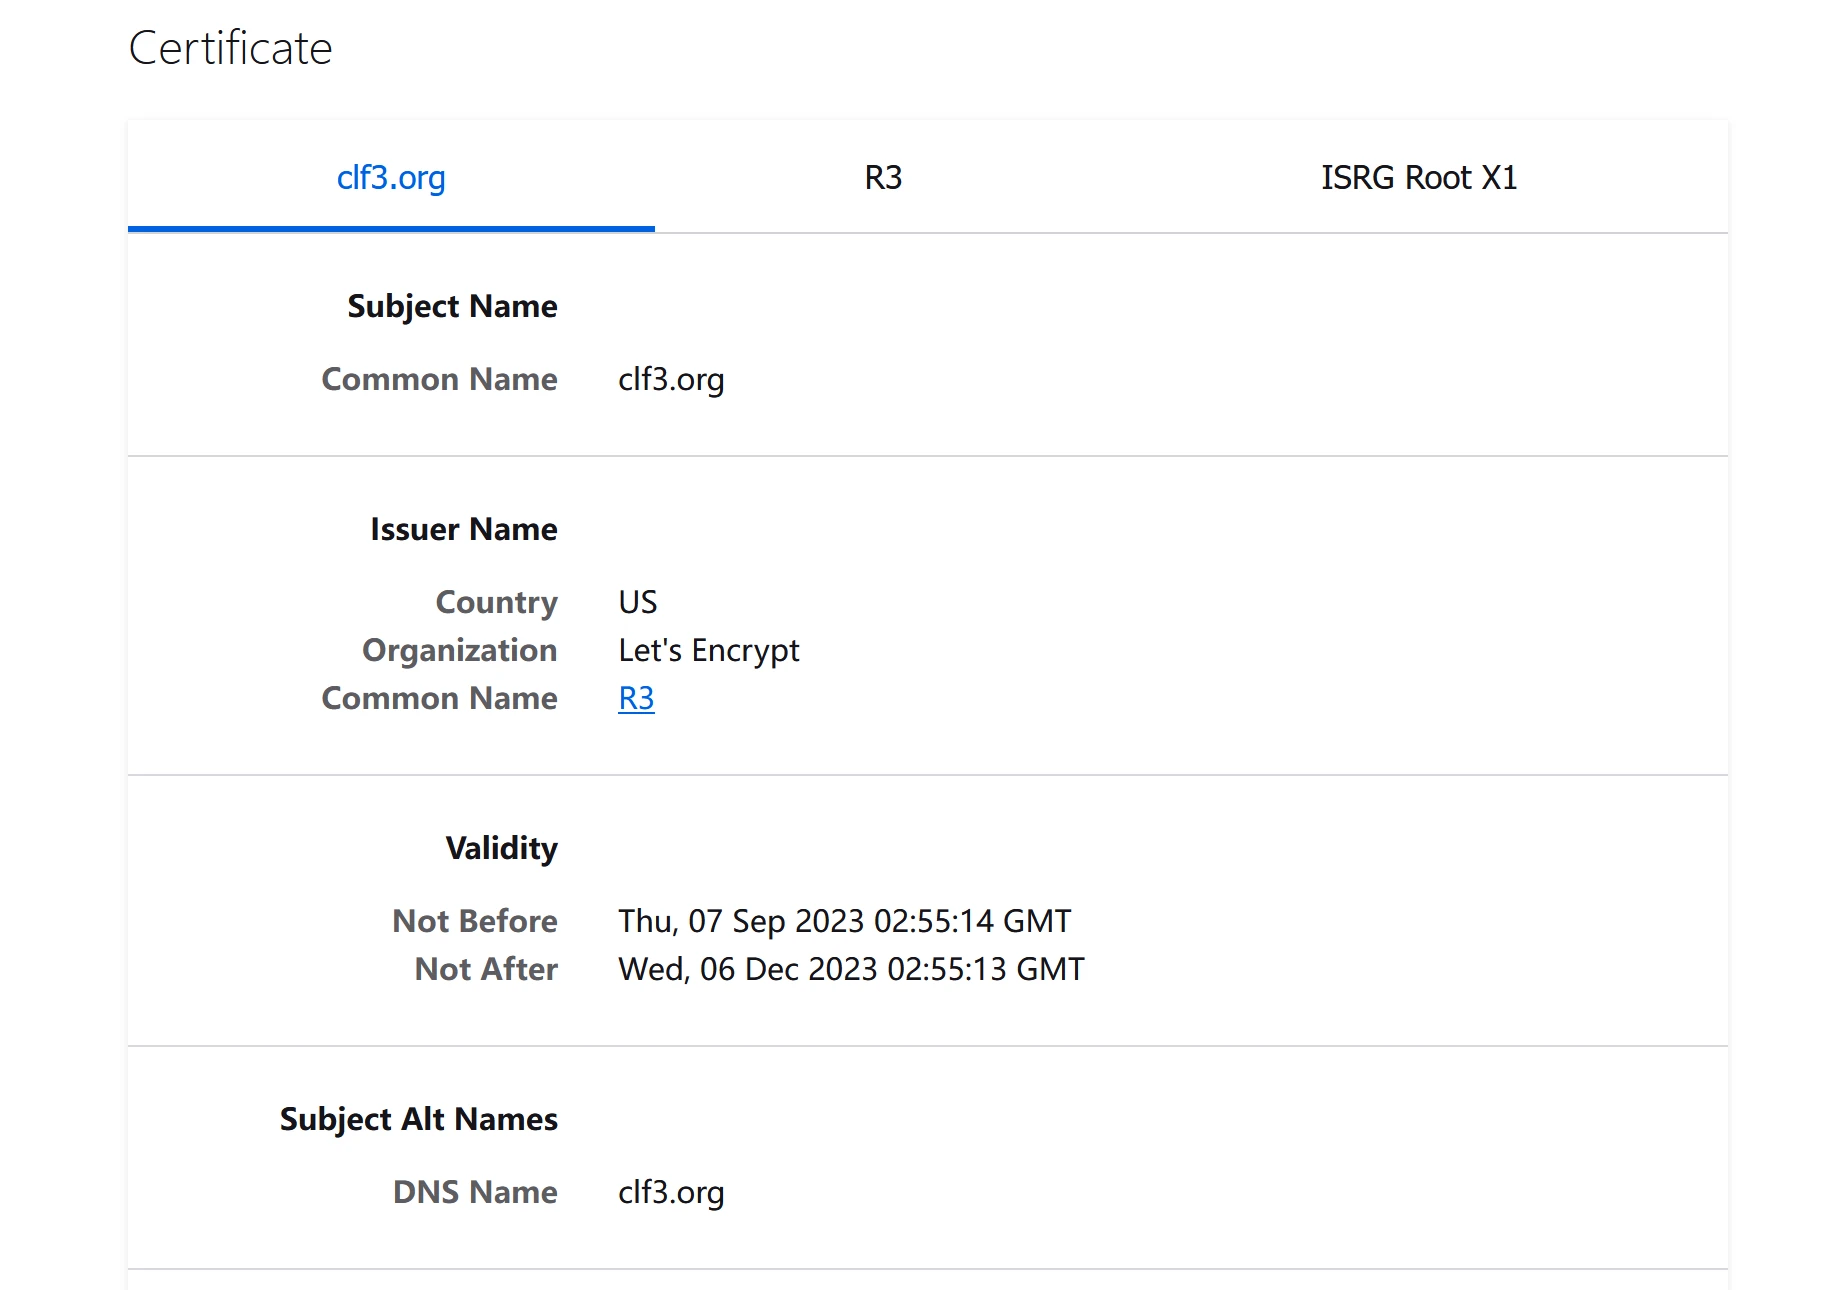 Certificate
clf3.org R3 ISRG Root X1
Subject Name
Common Name clf3.org
Issuer Name
Country US
Organization Let's Encrypt
Common Name R3
Validity
Not Before Thu, 07 Sep 2023 02:55:14 GMT
Not After Wed, 06 Dec 2023 02:55:13 GMT
Subject Alt Names
DNS Name clf3.org